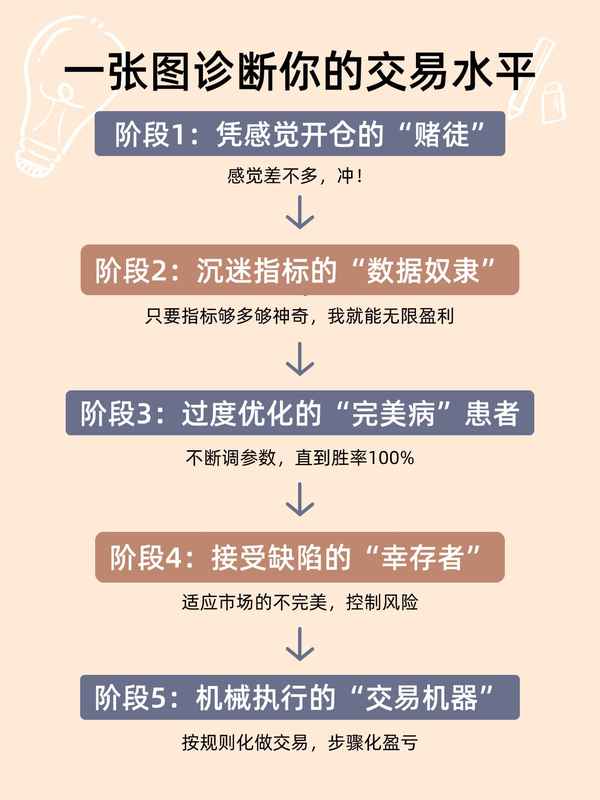 一张图诊断你的交易水平
阶段1：凭感觉开仓的“赌徒”
感觉差不多，冲！
阶段2：沉迷指标的“数据奴隶”
只要指标够多够神奇，我就能无限盈利
阶段3：过度优化的“完美病”患者
不断调参数，直到胜率100%
阶段4：接受缺陷的“幸存者”
适应市场的不完美，控制风险
阶段5：机械执行的“交易机器”
按规则化做交易，步骤化盈亏